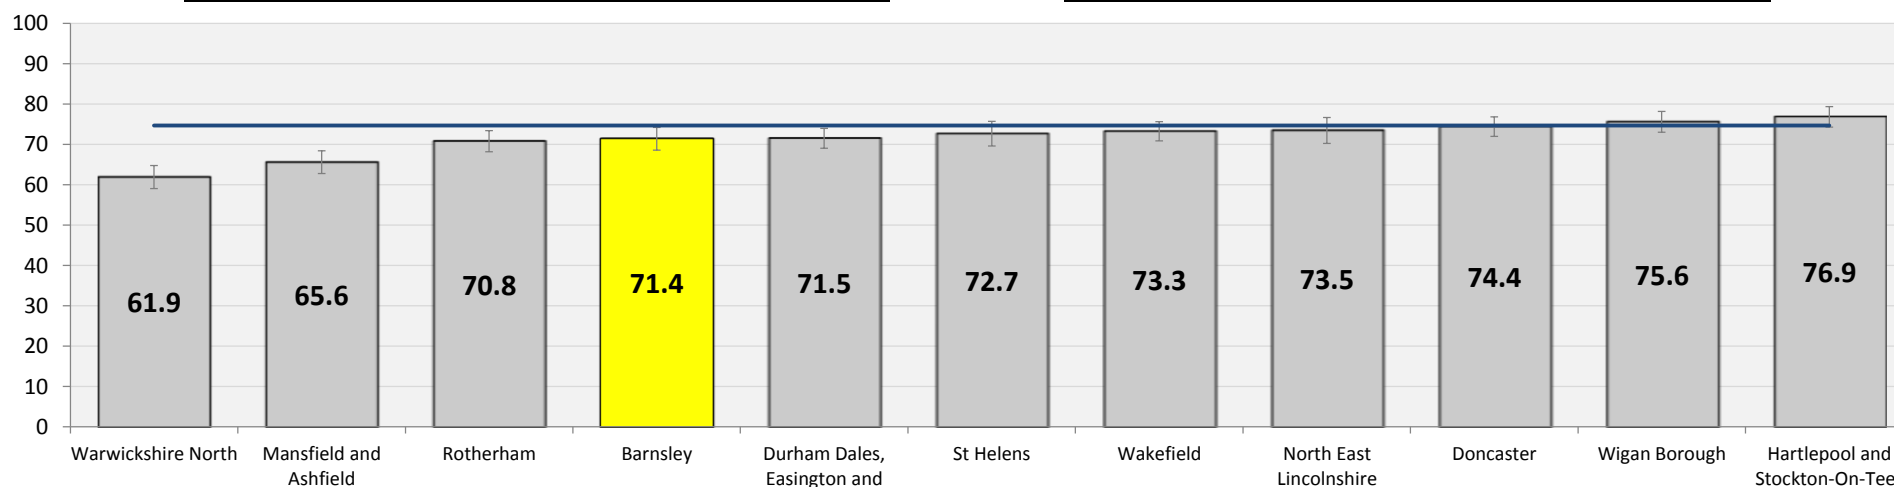 100
90
80
70
60
50
40
30
20
10
0
61.9
65.6
70.8
71.4
71.5
72.7
73.3
73.5
74.4
75.6
76.9
Warwickshire North
Mansfield and
Ashfield
Rotherham
Barnsley
Durham Dales,
Easington and
St Helens
Wakefield
North East
Lincolnshire
Doncaster
Wigan Borough
Hartlepool and
Stockton-On-Tee